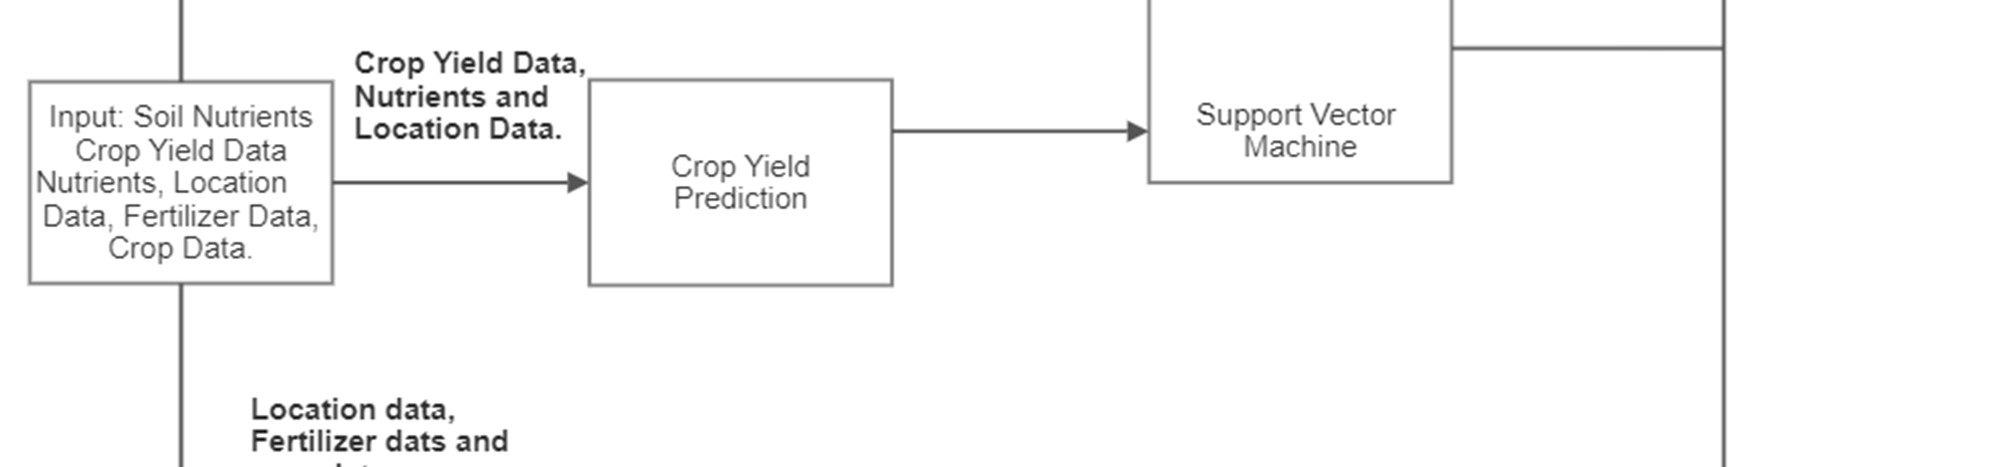 Crop Yield Data,
Nutrients and
Location Data.
Input: Soil Nutrients
Crop Yield Data
Nutrients, Location
Data, Fertilizer Data,
Crop Data.
Crop Yield
Prediction
Support Vector
Machine
Location data,
Fertilizer dats and